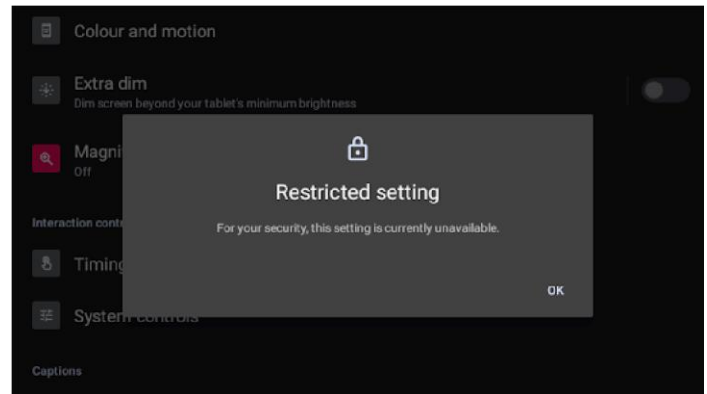 Colour and motion
Extra dim
Dim screen beyond your tablet's minimum brightness
Magni
Off
Restricted setting
For your security, this setting is currently unavailable.
OK
Interaction cont
Timing
System controls
Captions